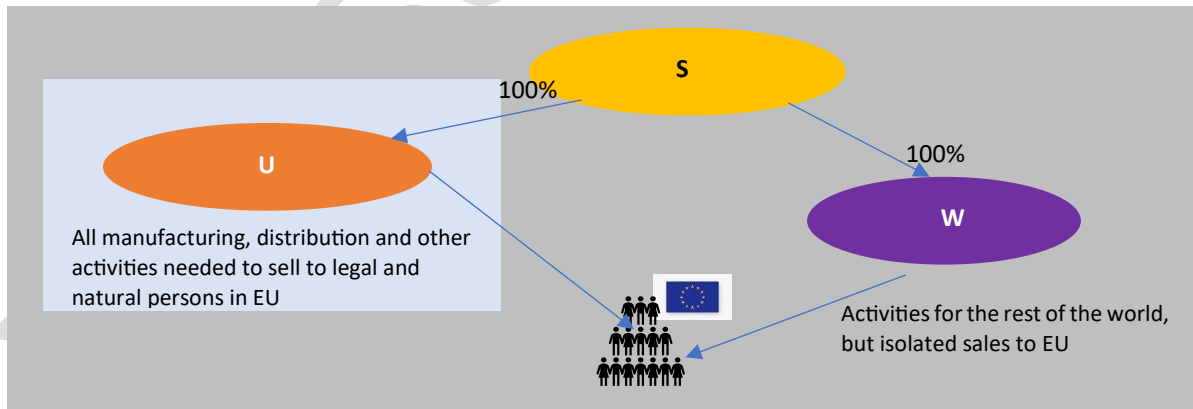 S
100%
100%
U
W
All manufacturing, distribution and other
activities needed to sell to legal and
natural persons in EU
Activities for the rest of the world,
but isolated sales to EU